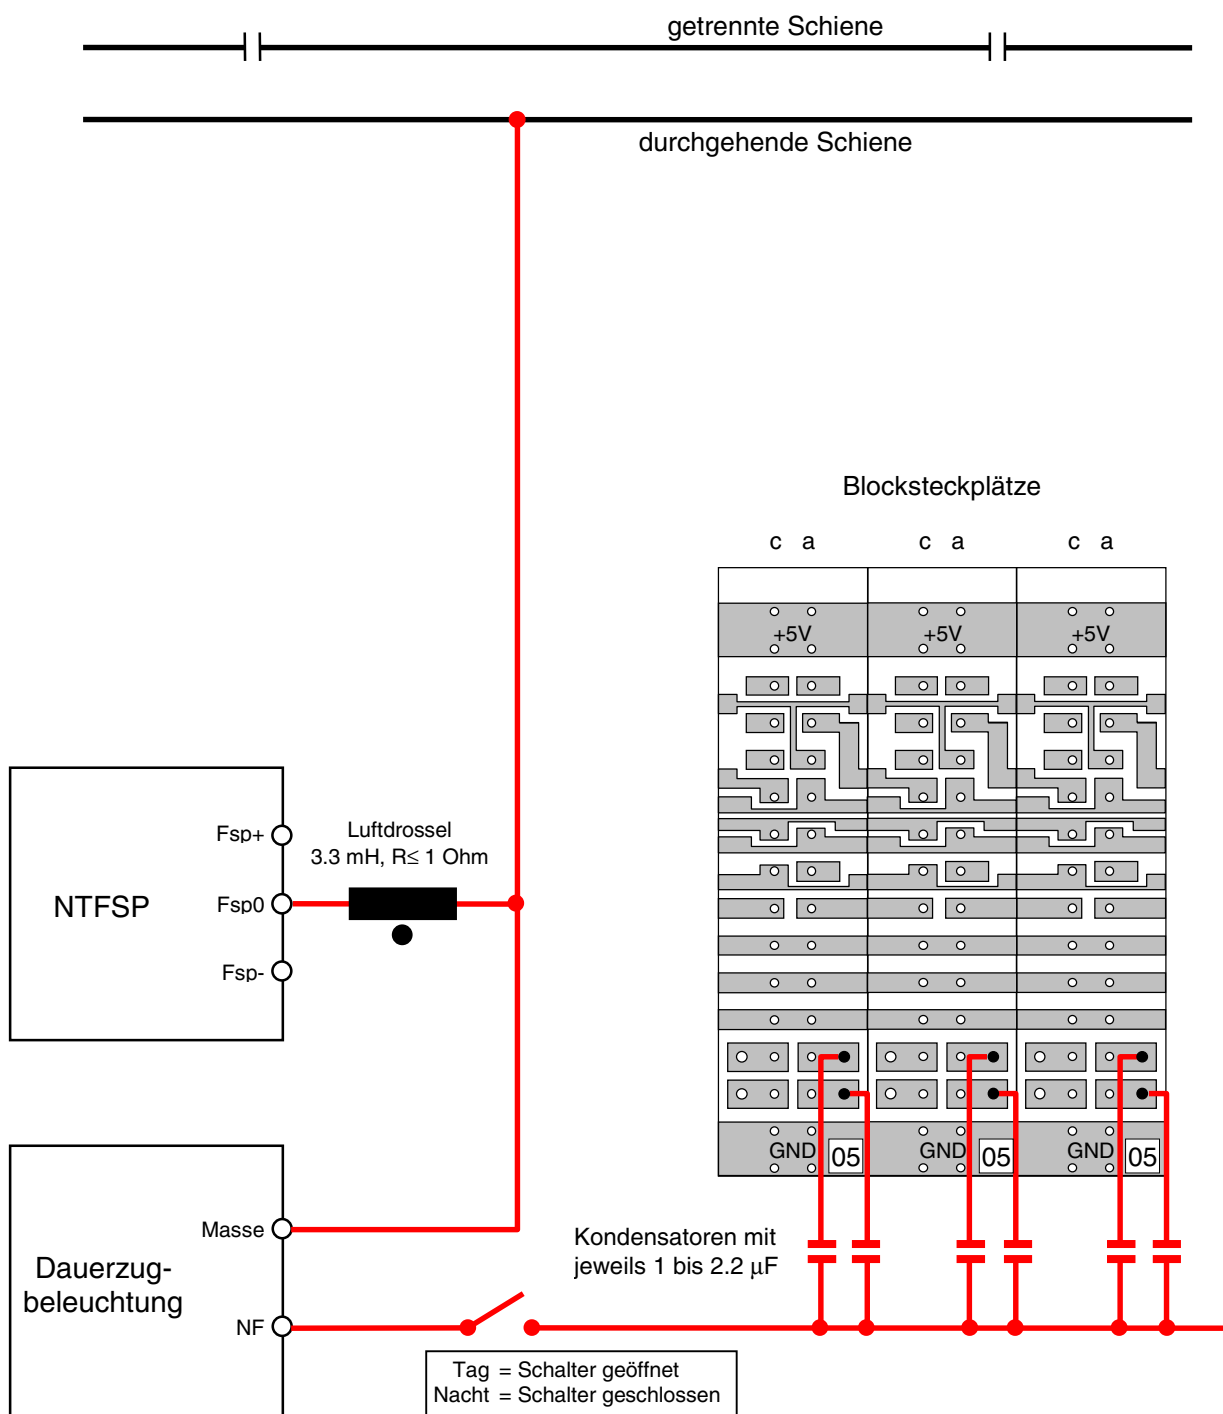 getrennte Schiene
durchgehende Schiene
Blocksteckplätze
c a c a c a
+5V +5V +5V
Fsp+
NTFSP Fsp0
Fsp-
Luftdrossel
3.3 mH, R≤ 1 Ohm
GND 05 GND 05 GND 05
Masse
Dauerzug-
beleuchtung
NF
Kondensatoren mit
jeweils 1 bis 2.2 μF
Tag = Schalter geöffnet
Nacht = Schalter geschlossen